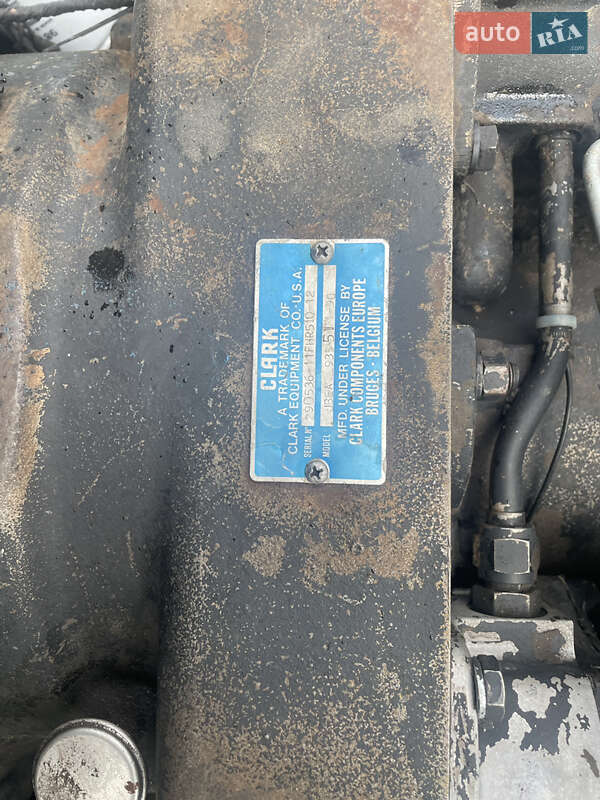 auto RIA
.com
CLARK
A TRADEMARK OF
CLARK EQUIPMENT CO.-U.S.A.
SERIAL N°
MODEL
MFD. UNDER LICENSE BY
CLARK COMPONENTS EUROPE
BRUGES - BELGIUM